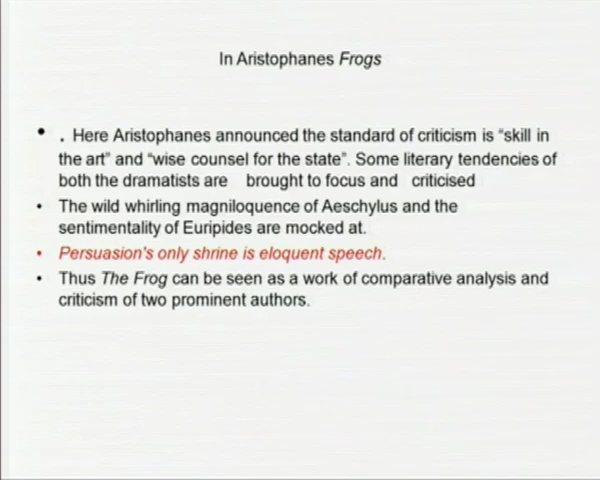 In Aristophanes Frogs
• . Here Aristophanes announced the standard of criticism is “skill in
the art” and “wise counsel for the state”. Some literary tendencies of
both the dramatists are brought to focus and criticised
• The wild whirling magniloquence of Aeschylus and the
sentimentality of Euripides are mocked at.
• Persuasion's only shrine is eloquent speech.
• Thus The Frog can be seen as a work of comparative analysis and
criticism of two prominent authors.